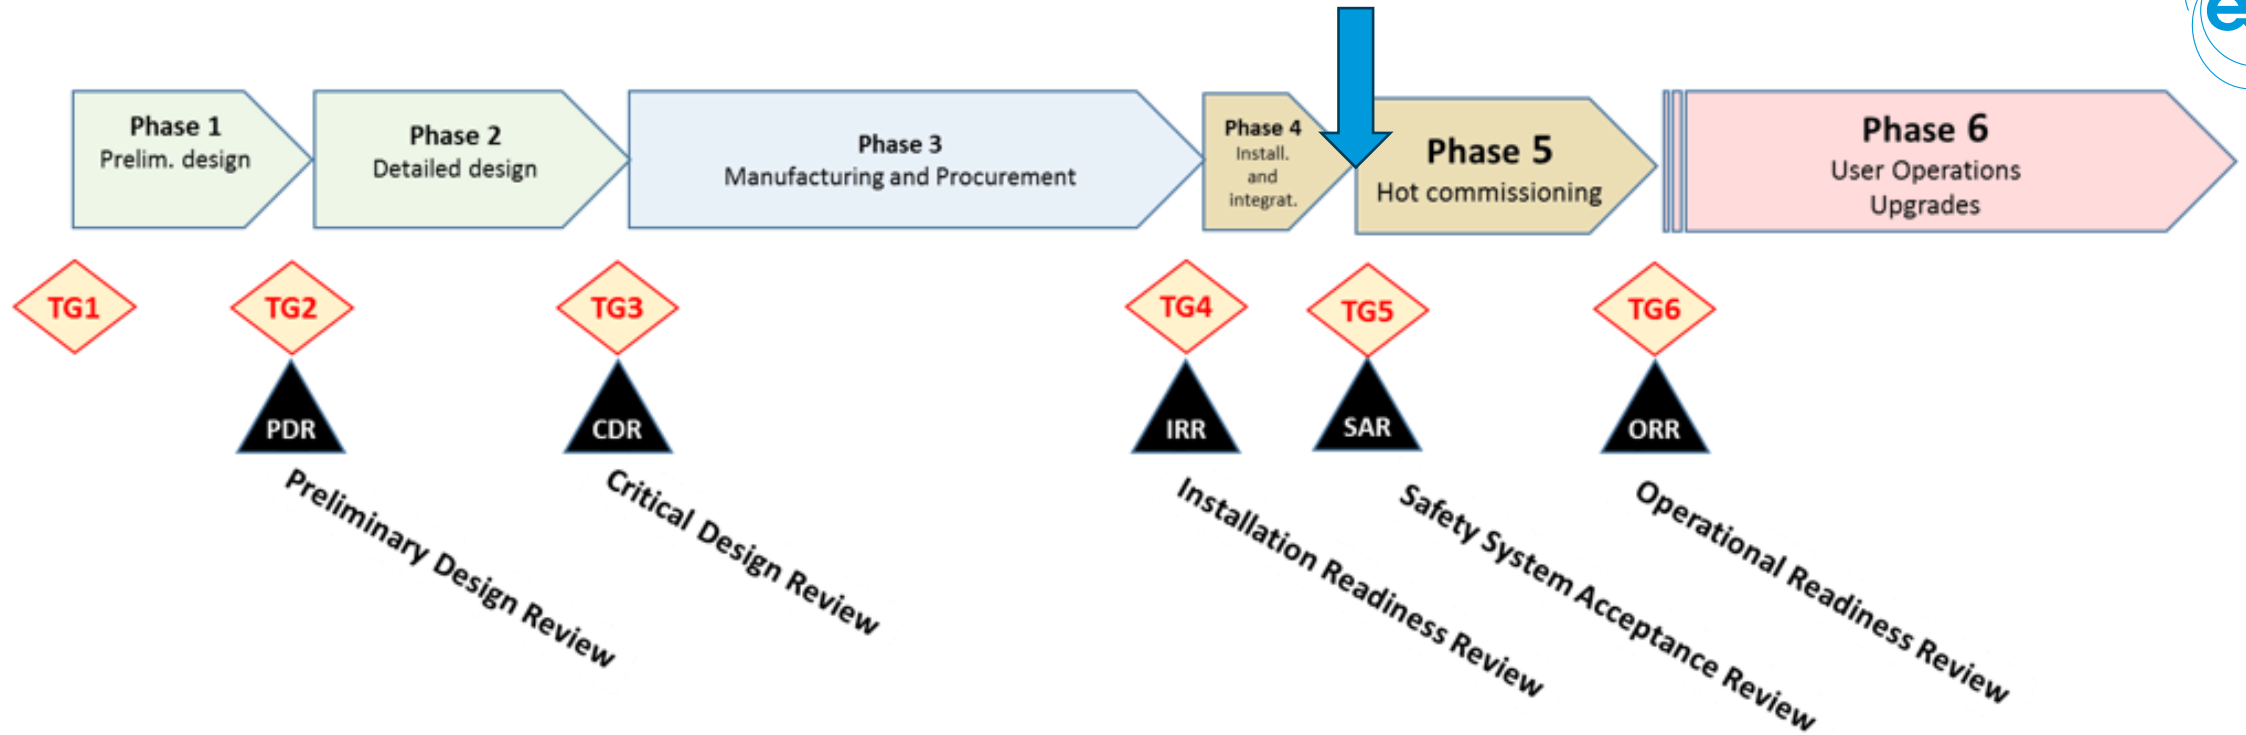 Phase 1
Prelim. design
Phase 2
Detailed design
Phase 3
Manufacturing and Procurement
Phase 4
Install.
and
integrat.
Phase 5
Hot commissioning
Phase 6
User Operations
Upgrades
TG1
TG2
TG3
TG4
TG5
TG6
PDR
CDR
IRR
SAR
ORR
Preliminary Design Review
Critical Design Review
Installation Readiness Review
Safety System Acceptance Review
Operational Readiness Review